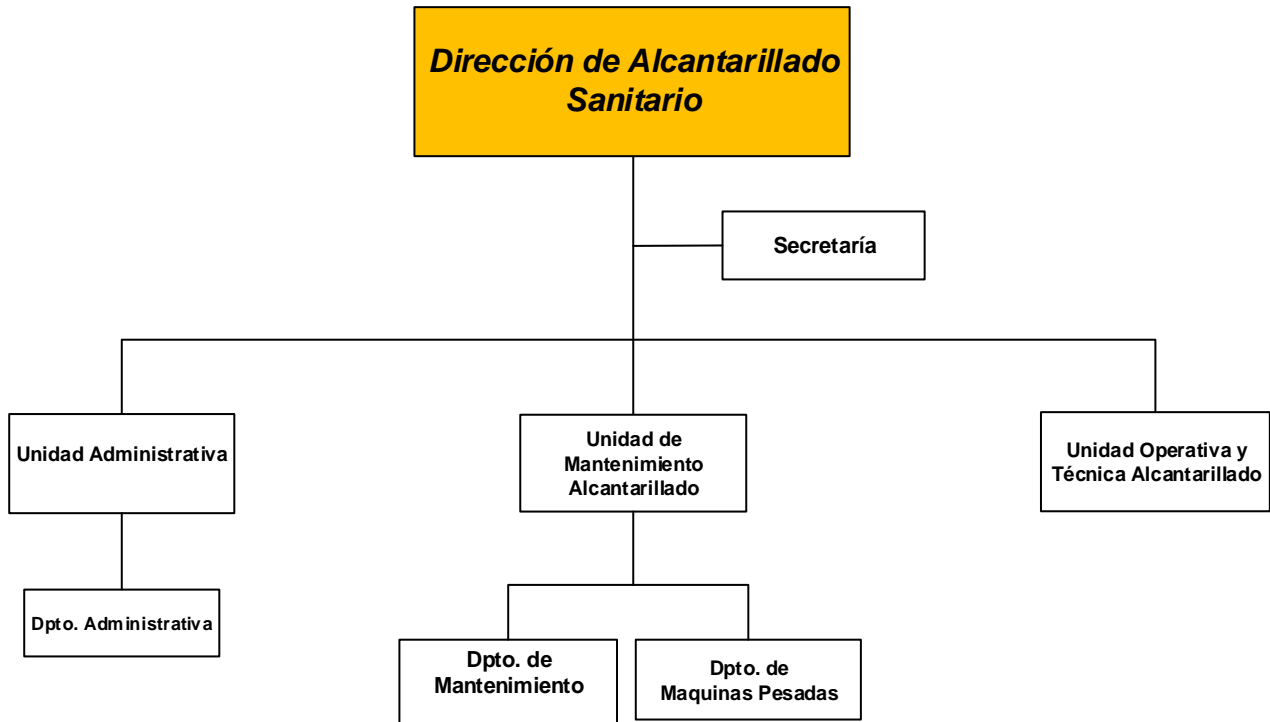 Dirección de Alcantarillado
Sanitario
Secretaría
Unidad Administrativa
Unidad de
Mantenimiento
Alcantarillado
Unidad Operativa y
Técnica Alcantarillado
Dpto. Administrativa
Dpto. de
Mantenimiento
Dpto. de
Maquinas Pesadas